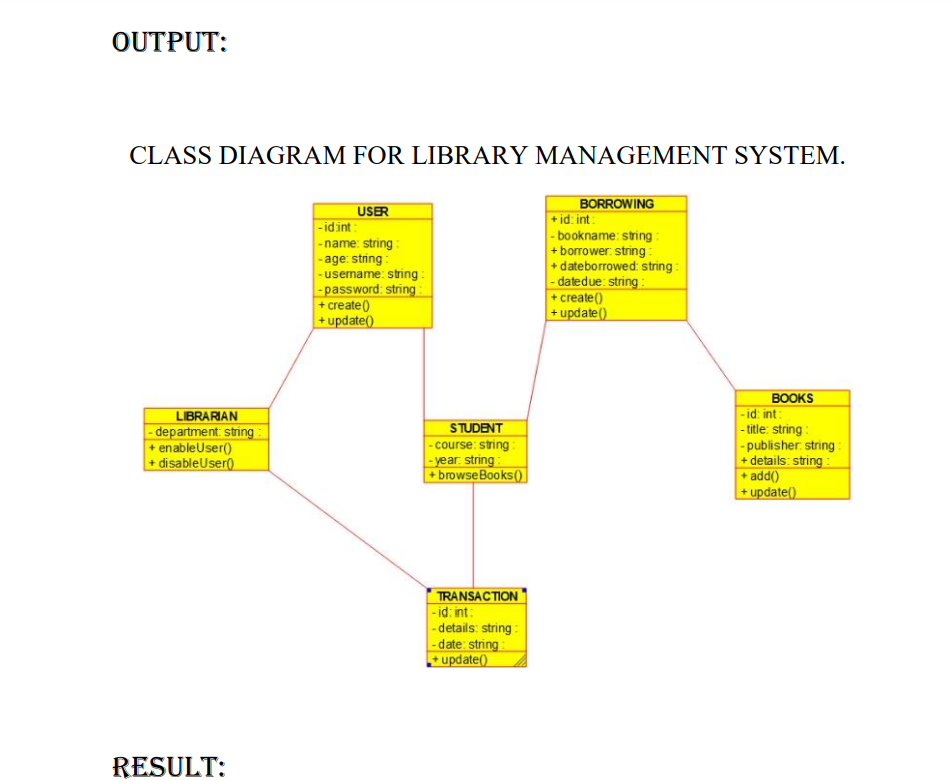 OUTPUT:
CLASS DIAGRAM FOR LIBRARY MANAGEMENT SYSTEM.
USER
- id:int :
- name: string :
- age: string :
- username: string :
- password: string :
+ create()
+ update()
BORROWING
+ id: int :
- bookname: string :
+ borrower: string :
+ dateborrowed: string :
- datedue: string :
+ create()
+ update()
LIBRARIAN
- department: string :
+ enableUser()
+ disableUser()
STUDENT
- course: string :
- year: string :
+ browseBooks()
BOOKS
- id: int :
- title: string :
- publisher: string :
+ details: string :
+ add()
+ update()
TRANSACTION
- id: int :
- details: string :
- date: string :
+ update()
RESULT: